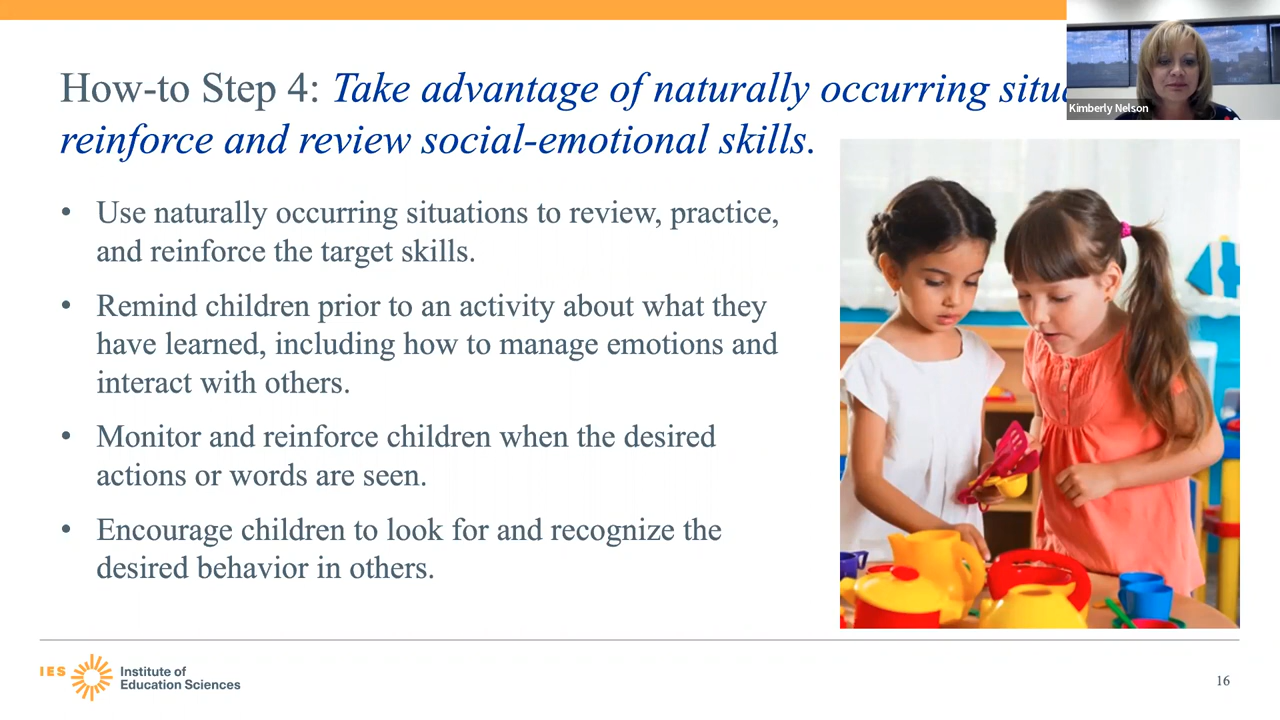 How-to Step 4: Take advantage of naturally occurring
reinforce and review social-emotional skills.
Kimberly Nelson
• Use naturally occurring situations to review, practice,
and reinforce the target skills.
• Remind children prior to an activity about what they
have learned, including how to manage emotions and
interact with others.
• Monitor and reinforce children when the desired
actions or words are seen.
• Encourage children to look for and recognize the
desired behavior in others.
IES
Institute of
Education Sciences
16